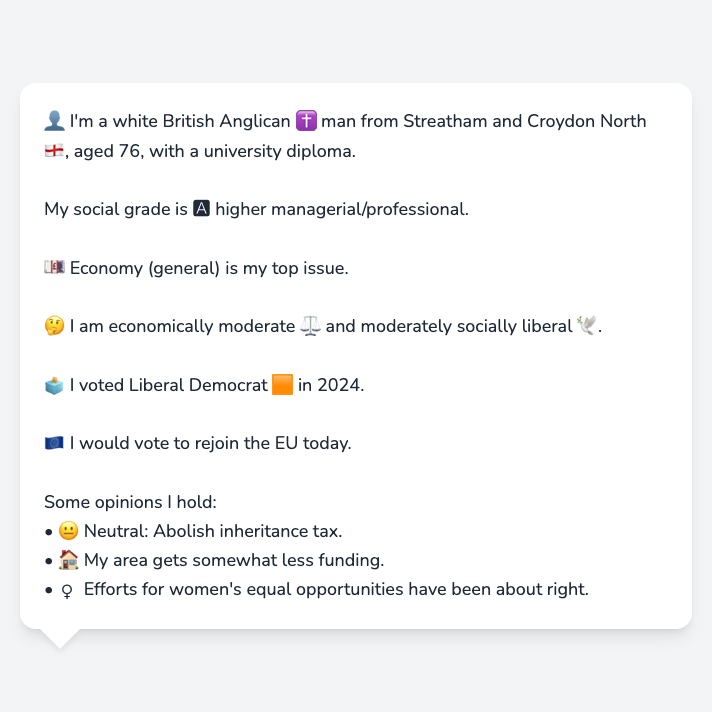 👤 I'm a white British Anglican ✝️ man from Streatham and Croydon North
🏴󠁧󠁢󠁥󠁮󠁧󠁿, aged 76, with a university diploma.
My social grade is 🅰 higher managerial/professional.
💷 Economy (general) is my top issue.
🤔 I am economically moderate ⚖️ and moderately socially liberal 🕊️.
🗳️ I voted Liberal Democrat 🟧 in 2024.
🇪🇺 I would vote to rejoin the EU today.
Some opinions I hold:
• 😐 Neutral: Abolish inheritance tax.
• 🏠 My area gets somewhat less funding.
• ♀ Efforts for women's equal opportunities have been about right.